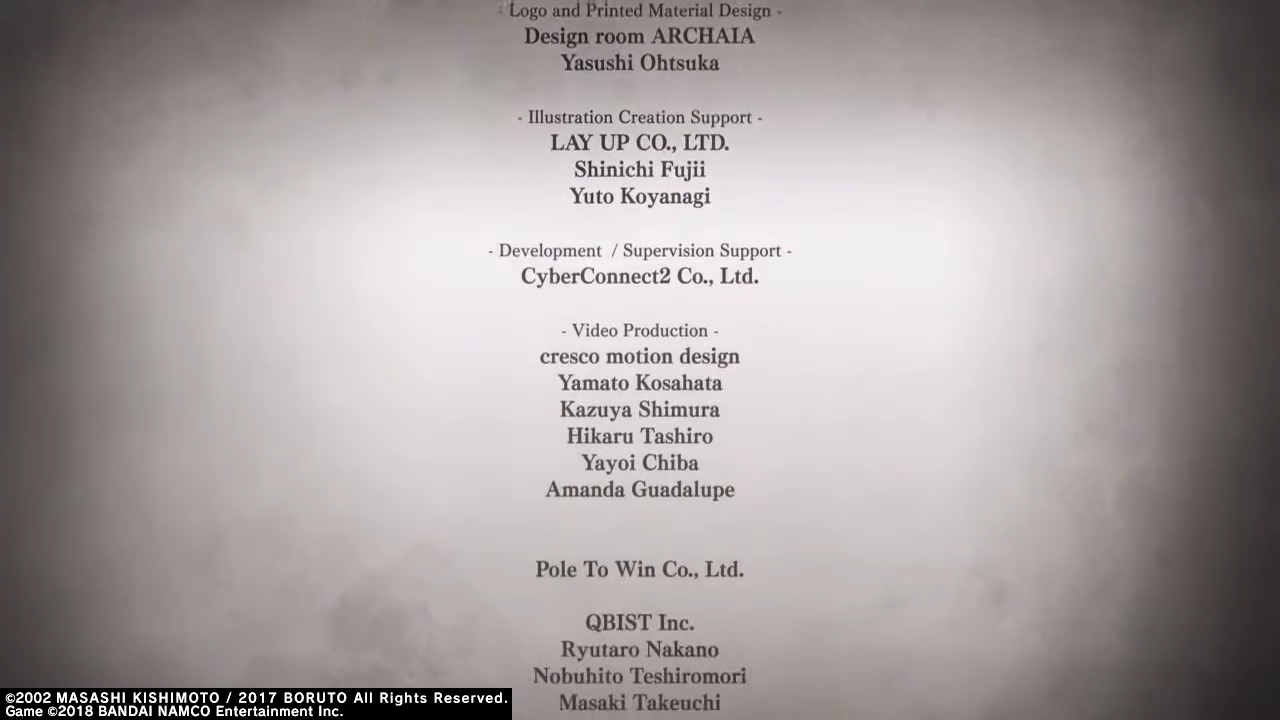 - Logo and Printed Material Design -
Design room ARCHAIA
Yasushi Ohtsuka
- Illustration Creation Support -
LAY UP CO., LTD.
Shinichi Fujii
Yuto Koyanagi
- Development / Supervision Support -
CyberConnect2 Co., Ltd.
- Video Production -
cresco motion design
Yamato Kosahata
Kazuya Shimura
Hikaru Tashiro
Yayoi Chiba
Amanda Guadalupe
Pole To Win Co., Ltd.
QBIST Inc.
Ryutaro Nakano
Nobuhito Teshiromori
Masaki Takeuchi
©2002 MASASHI KISHIMOTO / 2017 BORUTO All Rights Reserved.
Game ©2018 BANDAI NAMCO Entertainment Inc.